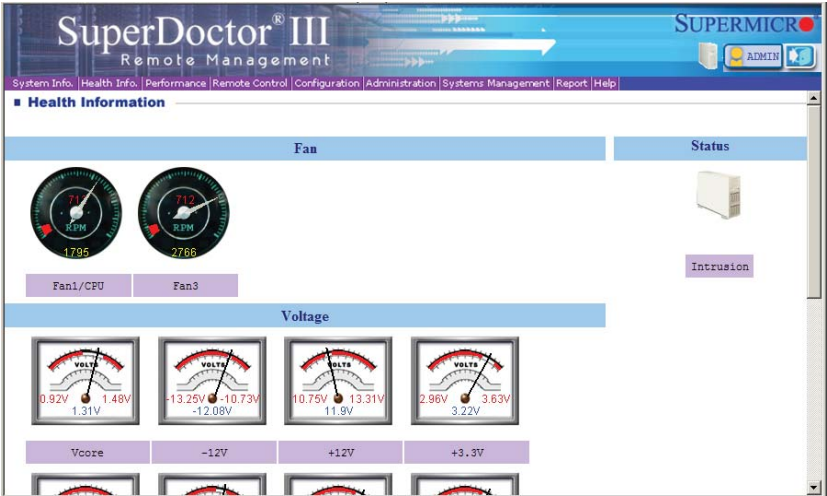 SuperDoctor® III
Remote Management
SUPERMICRO
ADMIN
System Info. Health Info. Performance Remote Control Configuration Administration Systems Management Report Help
Health Information
Fan
Status
712
RPM
1795
712
RPM
2766
Fan1/CPU
Fan3
Intrusion
Voltage
VOLTS
0.92V 1.48V
1.31V
VOLTS
-13.25V -10.73V
-12.08V
VOLTS
10.75V 13.31V
11.9V
VOLTS
2.96V 3.63V
3.22V
Vcore
-12V
+12V
+3.3V